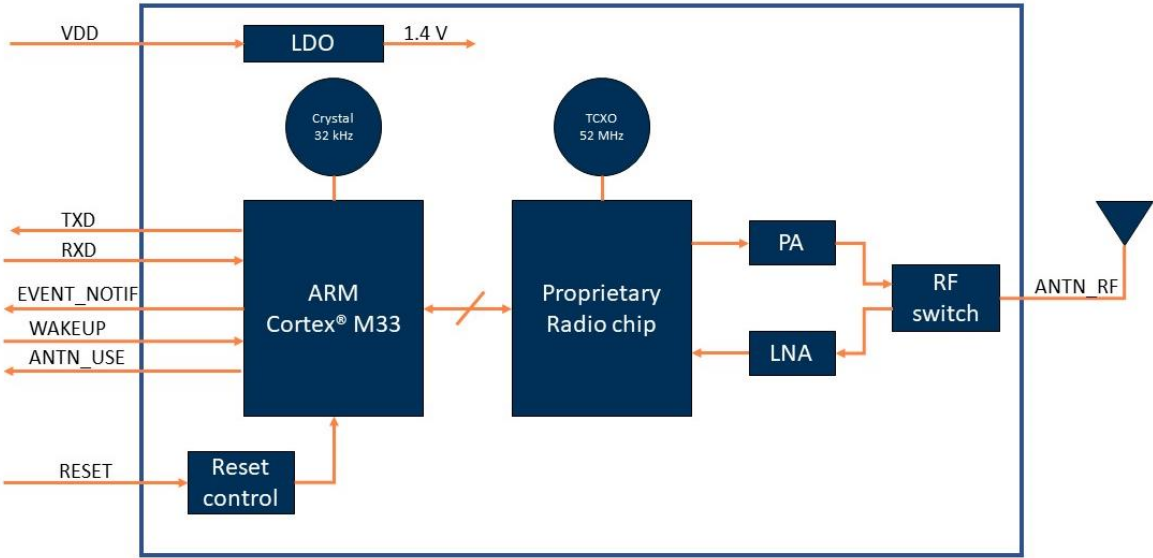 VDD
LDO
1.4 V
Crystal
32 kHz
TCXO
52 MHz
TXD
RXD
EVENT_NOTIF
WAKEUP
ANTN_USE
ARM
Cortex® M33
Proprietary
Radio chip
PA
LNA
RF
switch
ANTN_RF
RESET
Reset
control